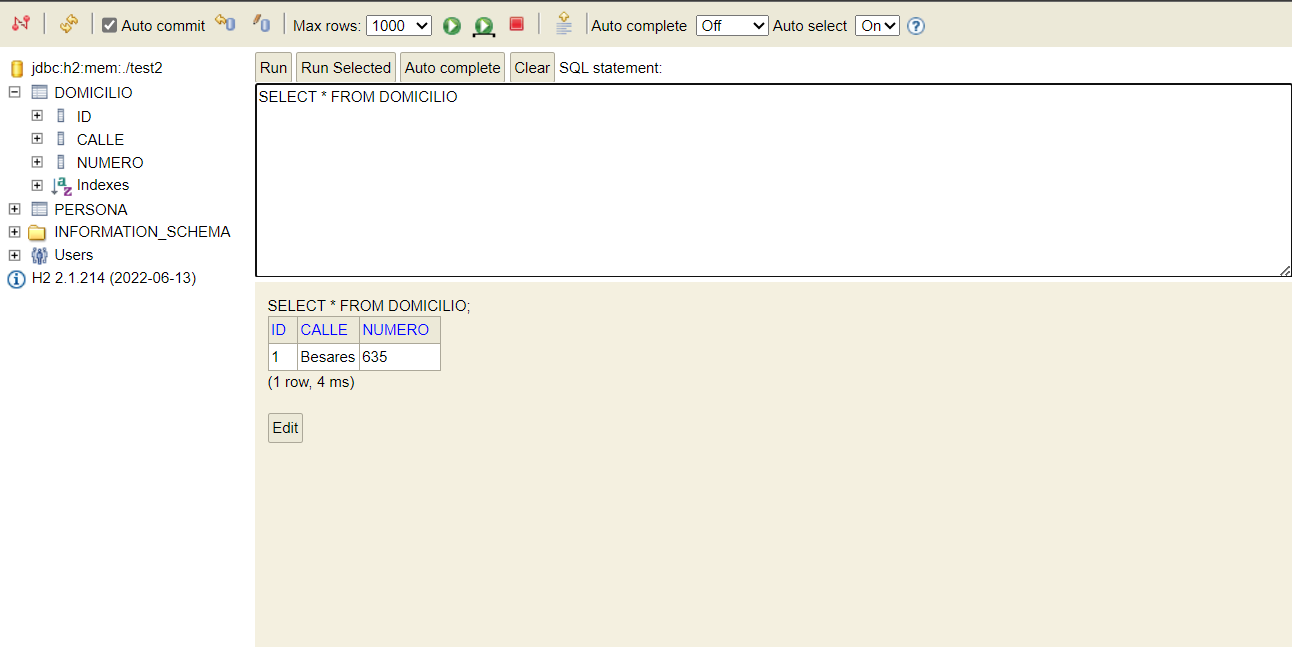 Auto commit Max rows: 1000 Auto complete Off Auto select On
jdbc:h2:mem:./test2
DOMICILIO
ID
CALLE
NUMERO
Indexes
PERSONA
INFORMATION_SCHEMA
Users
H2 2.1.214 (2022-06-13)
Run Run Selected Auto complete Clear SQL statement:
SELECT * FROM DOMICILIO
SELECT * FROM DOMICILIO;
ID CALLE NUMERO
1 Besares 635
(1 row, 4 ms)
Edit